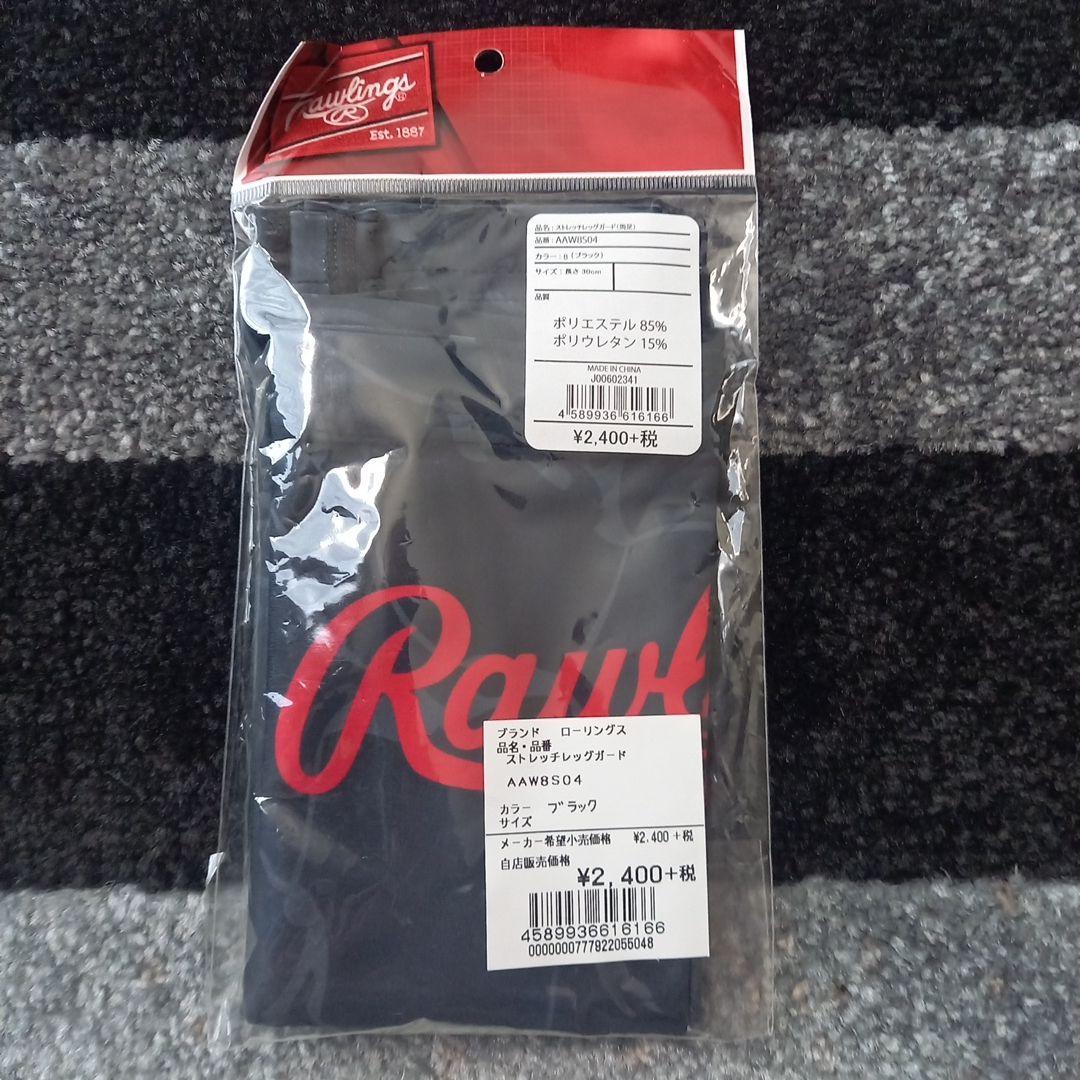 Rawlings
R
Est. 1887
品名:ストレッチレッグガード(両足)
品番:AAW8S04
カラー:B(ブラック)
サイズ:長さ 30cm
品質
ポリエステル 85%
ポリウレタン 15%
MADE IN CHINA
J00602341
4 589936 616166
¥2,400+税
Rawl
ブランド ローリングス
品名・品番
ストレッチレッグガード
AAW8S04
カラー ブラック
サイズ
メーカー希望小売価格 ¥2,400 +税
自店販売価格
¥2,400+税
4589936616166
0000000777922055048